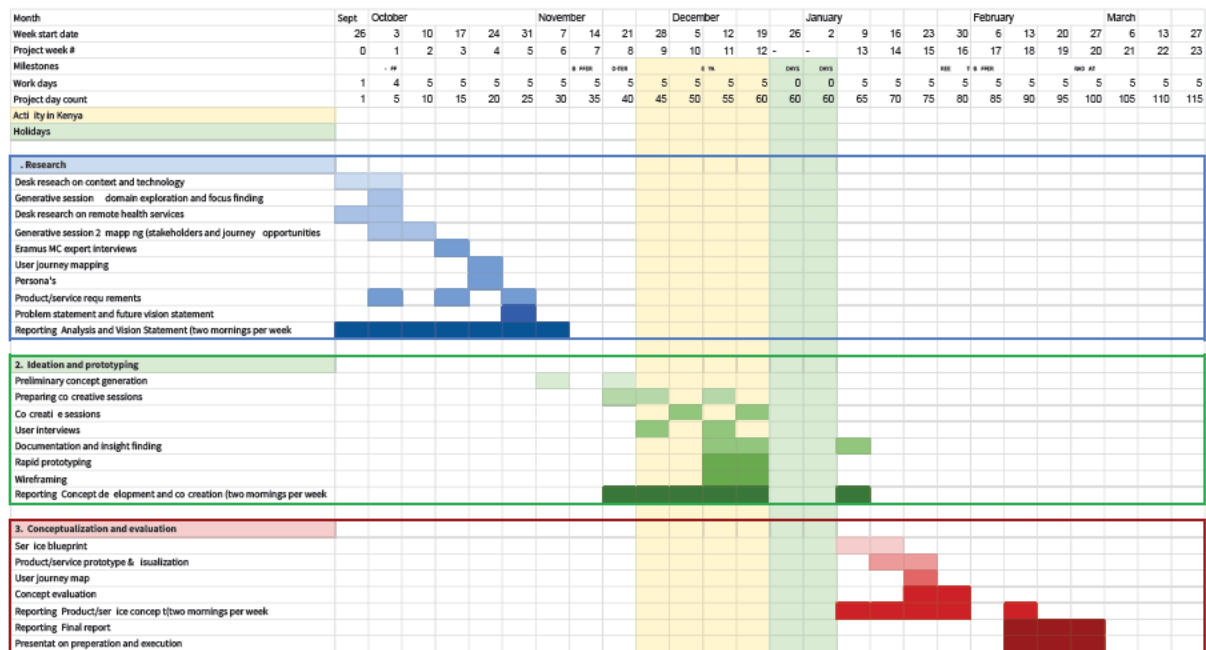 Month Sept October November December January February March
Week start date 26 3 10 17 24 31 7 14 21 28 5 12 19 26 2 9 16 23 30 6 13 20 27 6 13 27
Project week # 0 1 2 3 4 5 6 7 8 9 10 11 12 - - 13 14 15 16 17 18 19 20 21 22 23
Milestones
Work days 1 4 5 5 5 5 5 5 5 5 5 5 5 0 0 5 5 5 5 5 5 5 5 5 5 5
Project day count 1 5 10 15 20 25 30 35 40 45 50 55 60 60 60 65 70 75 80 85 90 95 100 105 110 115
Acti ity in Kenya
Holidays
. Research
Desk reseach on context and technology
Generative session domain exploration and focus finding
Desk research on remote health services
Generative session 2 mapp ng (stakeholders and journey opportunities
Eramus MC expert interviews
User journey mapping
Persona's
Product/service requ rements
Problem statement and future vision statement
Reporting Analysis and Vision Statement (two mornings per week
2. Ideation and prototyping
Preliminary concept generation
Preparing co creative sessions
Co creati e sessions
User interviews
Documentation and insight finding
Rapid prototyping
Wireframing
Reporting Concept de elopment and co creation (two mornings per week
3. Conceptualization and evaluation
Ser ice blueprint
Product/service prototype & isualization
User journey map
Concept evaluation
Reporting Product/ser ice concep t(two mornings per week
Reporting Final report
Presentat on preperation and execution